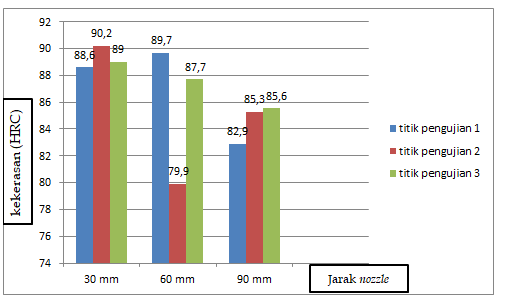 92
90
88
86
84
82
80
78
76
74
kekerasan (HRC)
88,6
90,2
89
89,7
79,9
87,7
82,9
85,3
85,6
30 mm
60 mm
90 mm
Jarak nozzle
titik pengujian 1
titik pengujian 2
titik pengujian 3